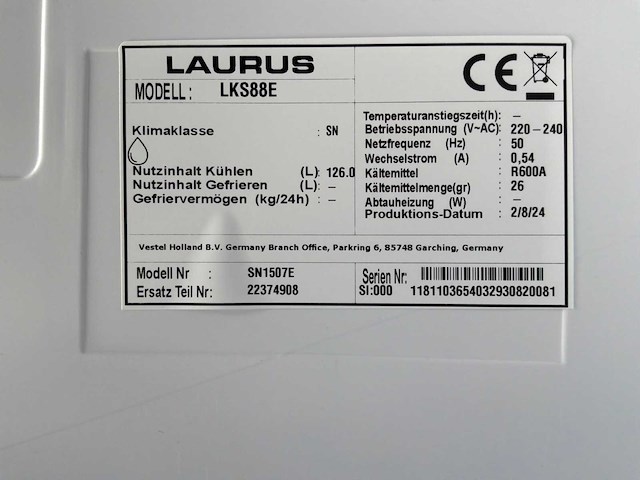 LAURUS CE
MODELL: LKS88E
Klimaklasse : SN
Nutzinhalt Kühlen (L): 126.0
Nutzinhalt Gefrieren (L): –
Gefriervermögen (kg/24h) : –
Temperaturanstiegszeit(h): –
Betriebsspannung (V~AC): 220–240
Netzfrequenz (Hz) : 50
Wechselstrom (A) : 0,54
Kältemittel : R600A
Kältemittelmenge(gr) : 26
Abtauheizung (W) : –
Produktions-Datum : 2/8/24
Vestel Holland B.V. Germany Branch Office, Parkring 6, 85748 Garching, Germany
Modell Nr : SN1507E
Ersatz Teil Nr: 22374908
Serien Nr:
SI:000 1181103654032930820081